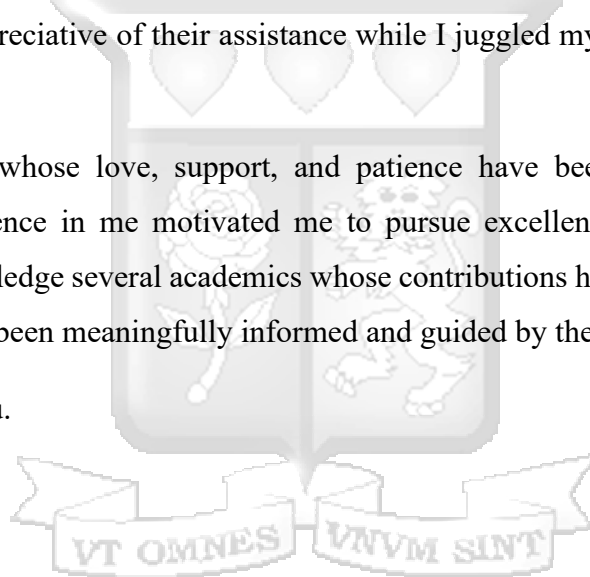 reciative of their assistance while I juggled my
whose love, support, and patience have bee
ence in me motivated me to pursue excellen
ledge several academics whose contributions h
been meaningfully informed and guided by the
.
VT OMNES VNVM SINT